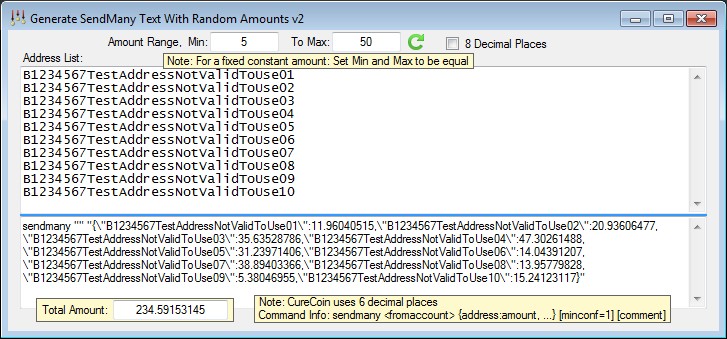 Generate SendMany Text With Random Amounts v2
Amount Range, Min: 5 To Max: 50 8 Decimal Places
Address List: Note: For a fixed constant amount: Set Min and Max to be equal
B1234567TestAddressNotValidToUse01
B1234567TestAddressNotValidToUse02
B1234567TestAddressNotValidToUse03
B1234567TestAddressNotValidToUse04
B1234567TestAddressNotValidToUse05
B1234567TestAddressNotValidToUse06
B1234567TestAddressNotValidToUse07
B1234567TestAddressNotValidToUse08
B1234567TestAddressNotValidToUse09
B1234567TestAddressNotValidToUse10
sendmany "" "{\"B1234567TestAddressNotValidToUse01\":11.96040515,\"B1234567TestAddressNotValidToUse02\":20.93606477,
\"B1234567TestAddressNotValidToUse03\":35.63528786,\"B1234567TestAddressNotValidToUse04\":47.30261488,
\"B1234567TestAddressNotValidToUse05\":31.23971406,\"B1234567TestAddressNotValidToUse06\":14.04391207,
\"B1234567TestAddressNotValidToUse07\":38.89403366,\"B1234567TestAddressNotValidToUse08\":13.95779828,
\"B1234567TestAddressNotValidToUse09\":5.38046955,\"B1234567TestAddressNotValidToUse10\":15.24123117}"
Total Amount: 234.59153145
Note: CureCoin uses 6 decimal places
Command Info: sendmany <fromaccount> {address:amount, ...} [minconf=1] [comment]